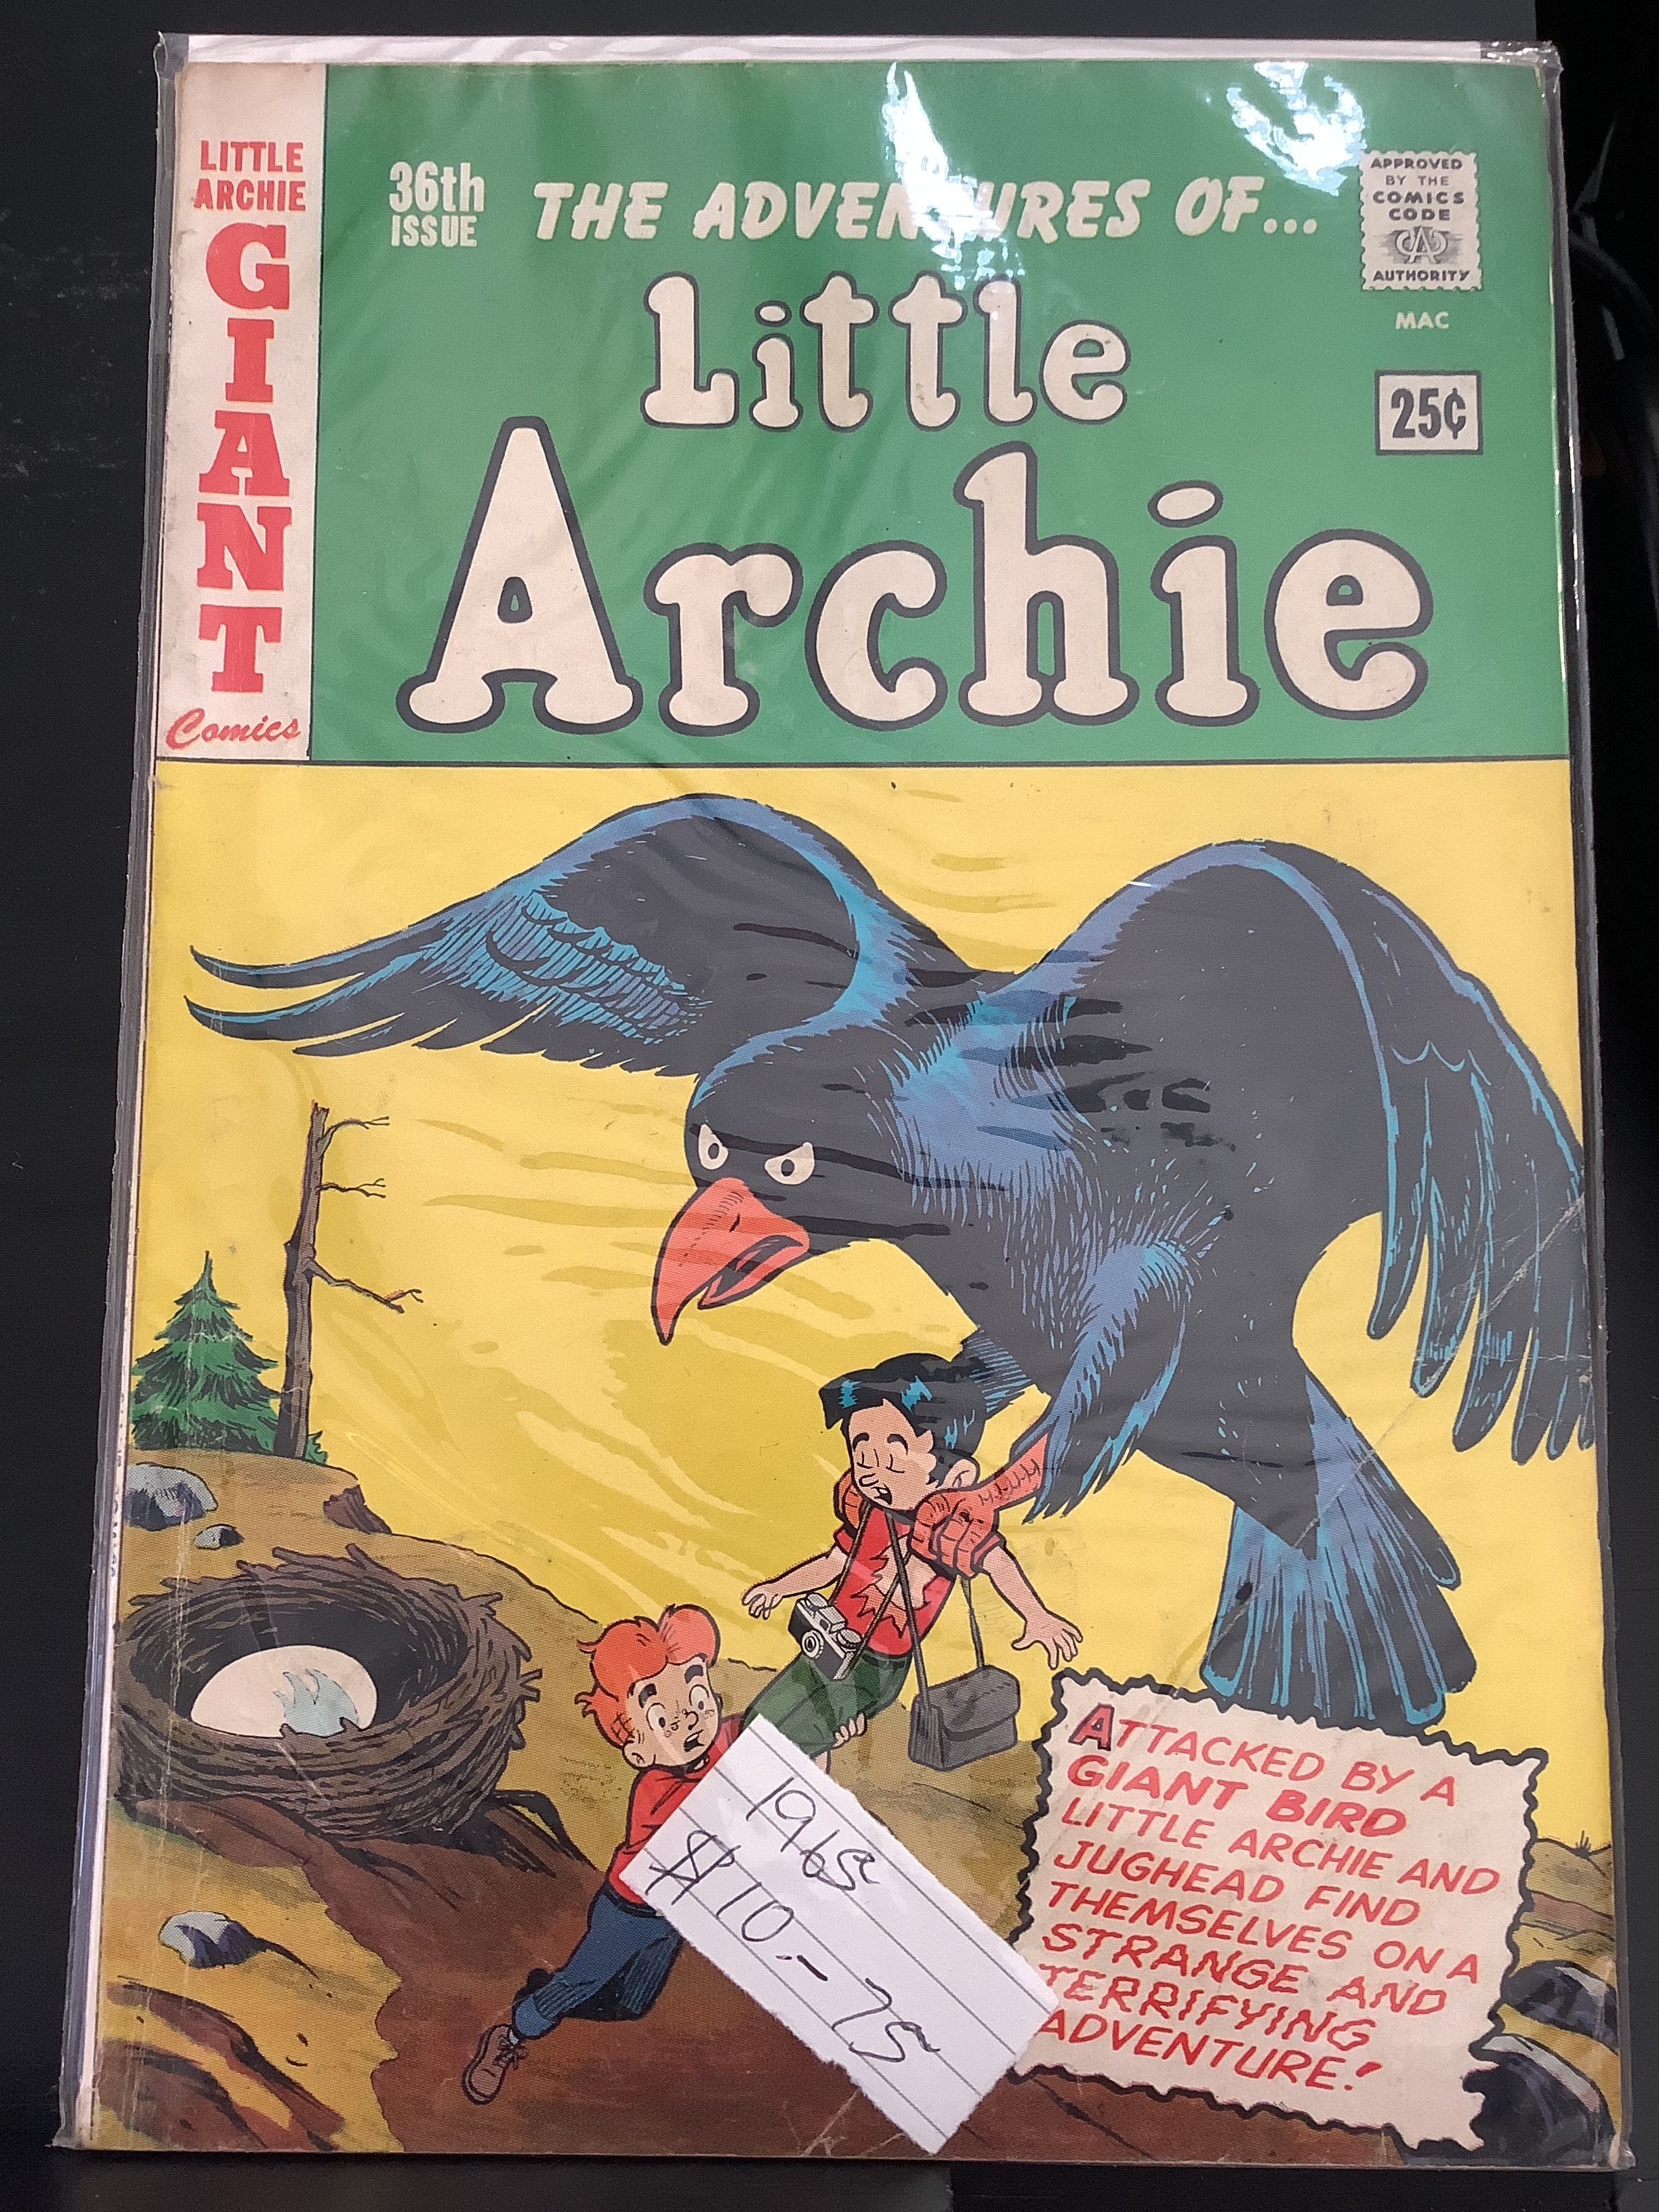 LITTLE
ARCHIE
GIANT
Comics
36th
ISSUE
THE ADVENTURES OF...
Little
Archie
APPROVED
BY THE
COMICS
CODE
CA
AUTHORITY
MAC
25¢
ATTACKED BY A
GIANT BIRD
LITTLE ARCHIE AND
JUGHEAD FIND
THEMSELVES ON A
STRANGE AND
TERRIFYING
ADVENTURE!
1965
$10.-75